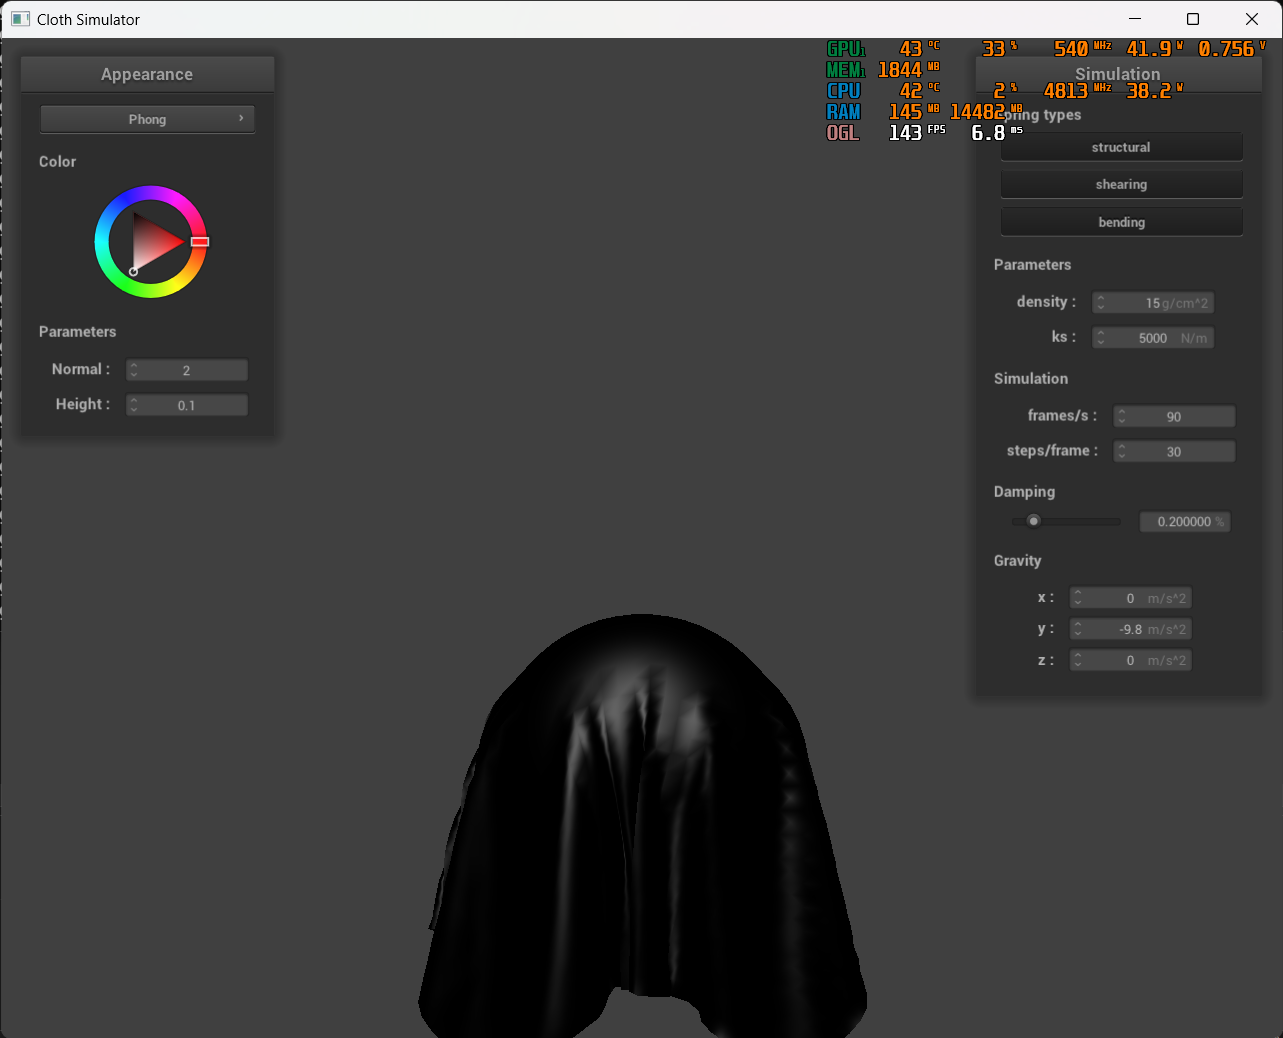 Cloth Simulator
GPU1 43 °C 33 % 540 MHz 41.9 W 0.756 V
MEM1 1844 MB
CPU 42 °C 2 % 4813 MHz 38.2 W
RAM 145 MB 14482 MB
OGL 143 FPS 6.8 ms
Appearance
Phong
Color
Parameters
Normal : 2
Height : 0.1
Simulation
pring types
structural
shearing
bending
Parameters
density : 15 g/cm^2
ks : 5000 N/m
Simulation
frames/s : 90
steps/frame : 30
Damping
0.200000 %
Gravity
x : 0 m/s^2
y : -9.8 m/s^2
z : 0 m/s^2